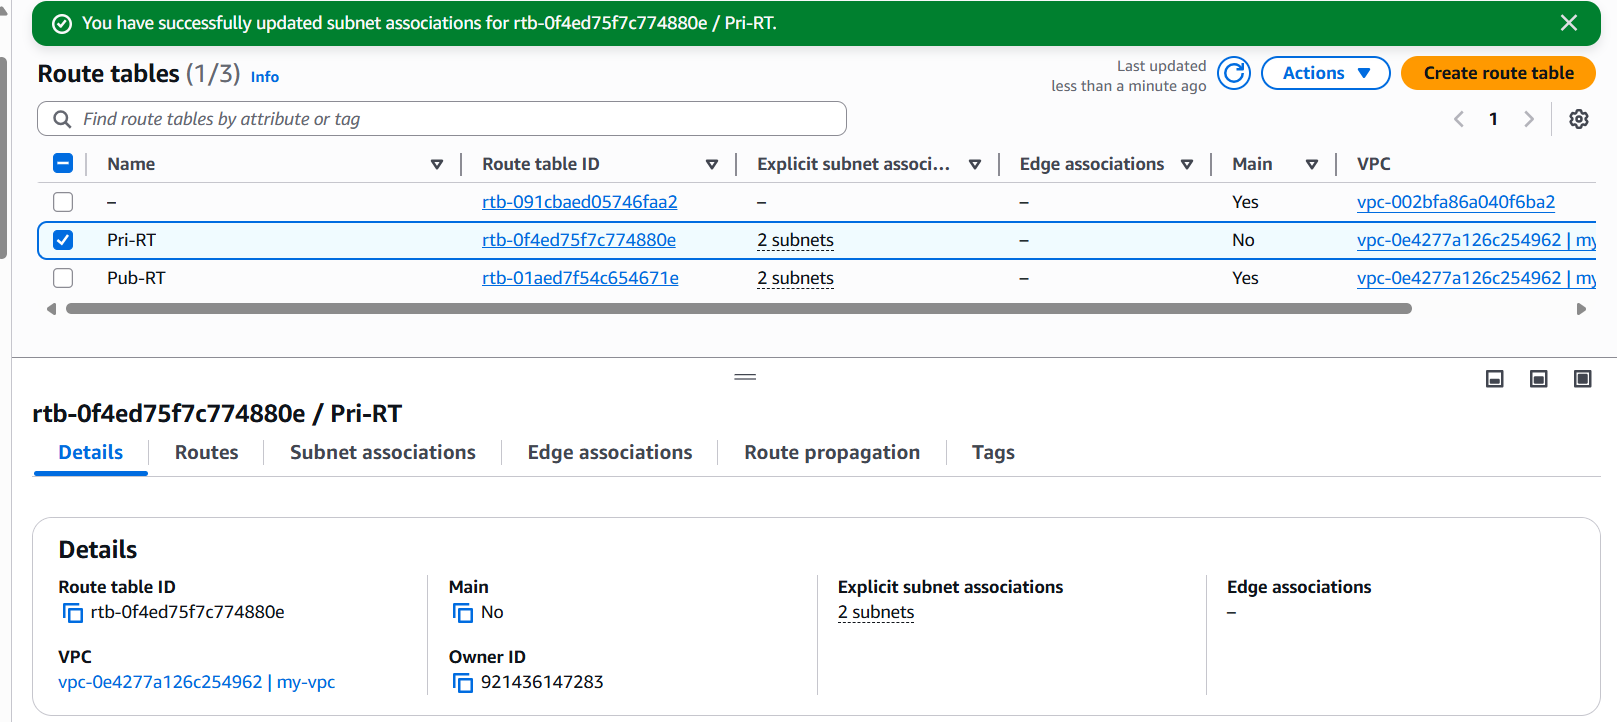 You have successfully updated subnet associations for rtb-0f4ed75f7c774880e / Pri-RT.
Route tables (1/3) Info
Last updated
less than a minute ago
Actions
Create route table
Find route tables by attribute or tag
1
Name Route table ID Explicit subnet associ... Edge associations Main VPC
– rtb-091cbaed05746faa2 – – Yes vpc-002bfa86a040f6ba2
Pri-RT rtb-0f4ed75f7c774880e 2 subnets – No vpc-0e4277a126c254962 | my
Pub-RT rtb-01aed7f54c654671e 2 subnets – Yes vpc-0e4277a126c254962 | my
rtb-0f4ed75f7c774880e / Pri-RT
Details Routes Subnet associations Edge associations Route propagation Tags
Details
Route table ID
rtb-0f4ed75f7c774880e
Main
No
Explicit subnet associations
2 subnets
Edge associations
–
VPC
vpc-0e4277a126c254962 | my-vpc
Owner ID
921436147283